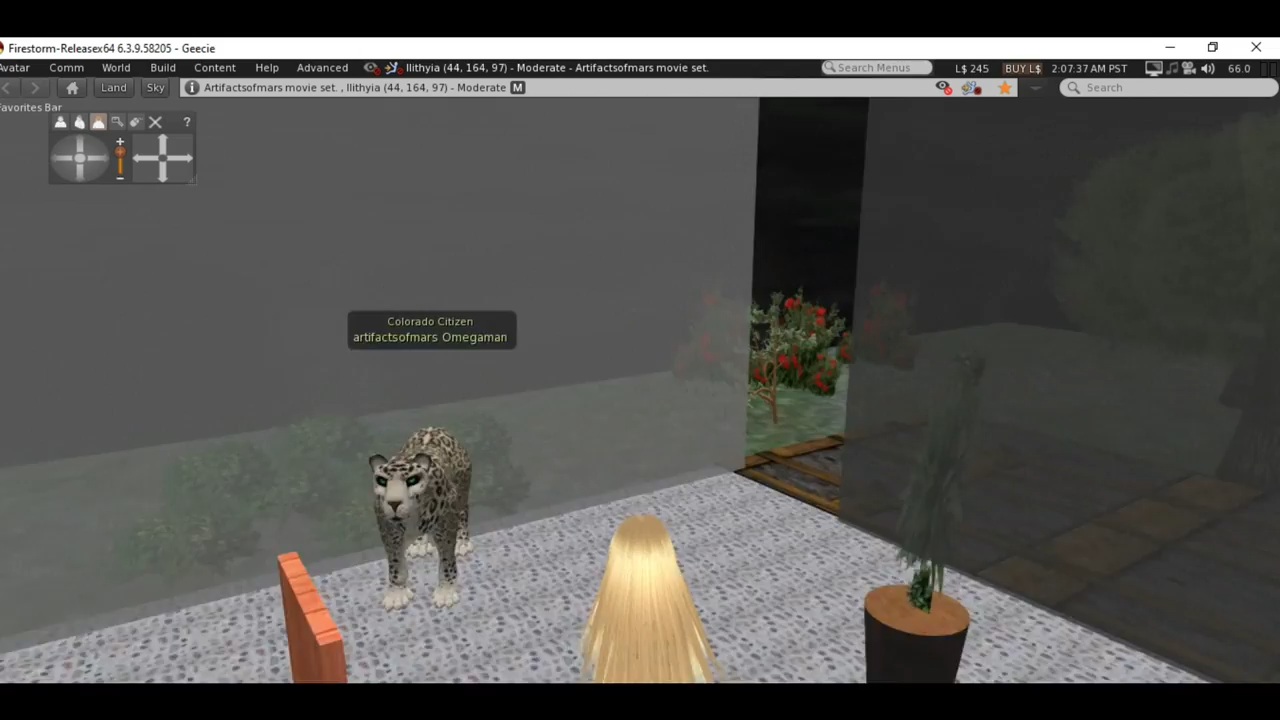 Firestorm-Releasex64 6.3.9.58205 - Geecie
Avatar Comm World Build Content Help Advanced Ilithyia (44, 164, 97) - Moderate - Artifactsofmars movie set. Search Menus L$ 245 BUY L$ 2:07:37 AM PST 66.0
Land Sky Artifactsofmars movie set. , Ilithyia (44, 164, 97) - Moderate M Search
Favorites Bar
?
Colorado Citizen
artifactsofmars Omegaman